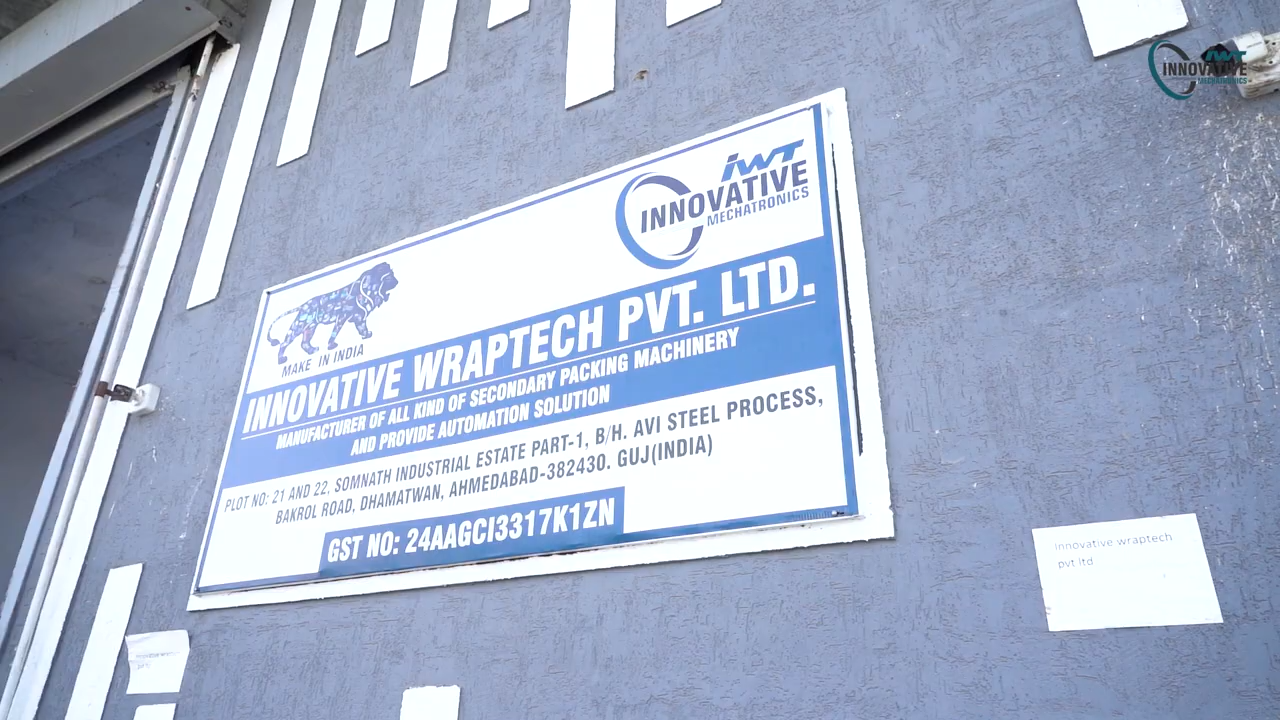 iWT
INNOVATIVE
MECHATRONICS
iWT
INNOVATIVE
MECHATRONICS
MAKE IN INDIA
INNOVATIVE WRAPTECH PVT. LTD.
MANUFACTURER OF ALL KIND OF SECONDARY PACKING MACHINERY
AND PROVIDE AUTOMATION SOLUTION
PLOT NO: 21 AND 22, SOMNATH INDUSTRIAL ESTATE PART-1, B/H. AVI STEEL PROCESS,
BAKROL ROAD, DHAMATWAN, AHMEDABAD-382430. GUJ(INDIA)
GST NO: 24AAGCI3317K1ZN
innovative wraptech
pvt ltd